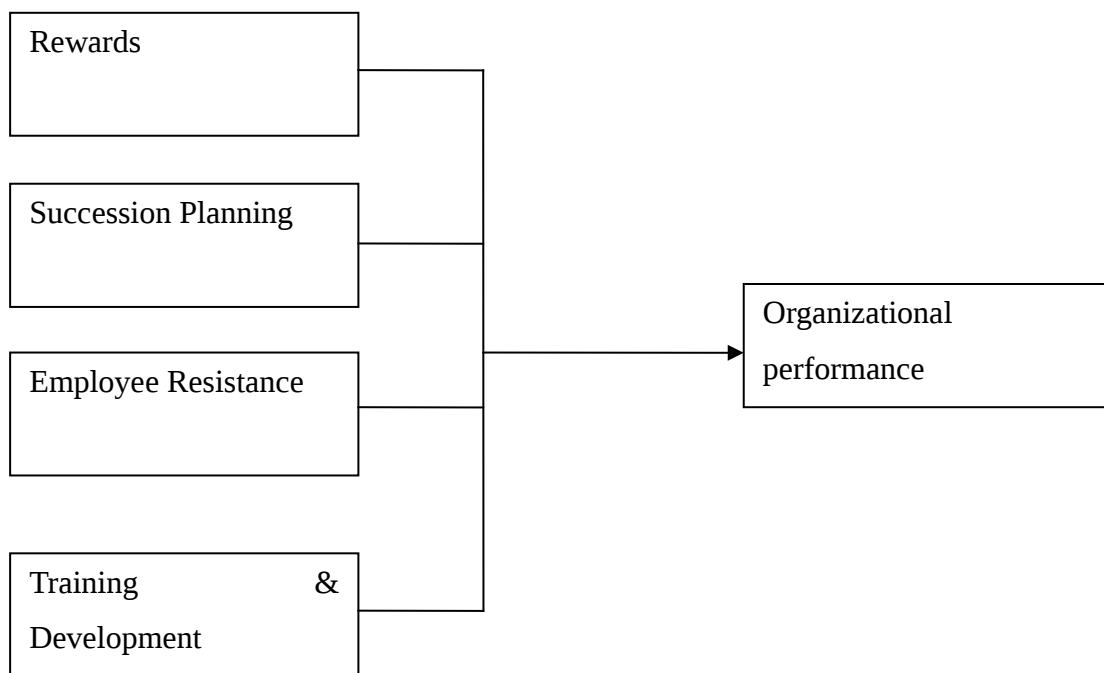 Rewards
Succession Planning
Employee Resistance
Training &
Development
Organizational
performance